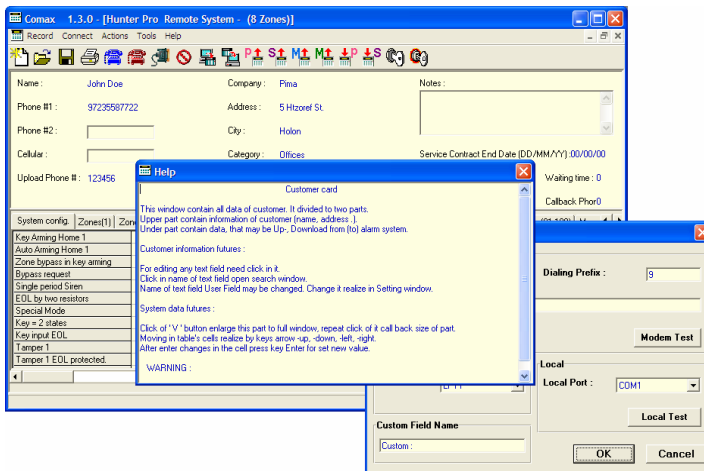 Comax 1.3.0 - [Hunter Pro Remote System - (8 Zones)]
Record Connect Actions Tools Help
Name : John Doe Company : Pima Notes :
Phone #1 : 97235587722 Address : 5 Htzoref St.
Phone #2 : City : Holon
Cellular : Category : Offices Service Contract End Date (DD/MM/YY) :00/00/00
Upload Phone # : 123456 Waiting time : 0
Callback Phor0
System config. Zones(1)
Key Arming Home 1
Auto Arming Home 1
Zone bypass in key arming
Bypass request
Single period Siren
EOL by two resistors
Special Mode
Key = 2 states
Key input EOL
Tamper 1
Tamper 1 EOL protected.
Help
Customer card
This window contain all data of customer. It divided to two parts.
Upper part contain information of customer (name, address .).
Under part contain data, that may be Up-, Download from (to) alarm system.
Customer information futures :
For editing any text field need click in it.
Click in name of text field open search window.
Name of text field User Field may be changed. Change it realize in Setting window.
System data futures :
Click of ' V ' button enlarge this part to full window, repeat click of it call back size of part.
Moving in table's cells realize by keys arrow -up, -down, -left, -right.
After enter changes in the cell press key Enter for set new value.
WARNING :
Dialing Prefix : 9
Modem Test
Local
Local Port : COM1
Local Test
Custom Field Name
Custom :
OK Cancel